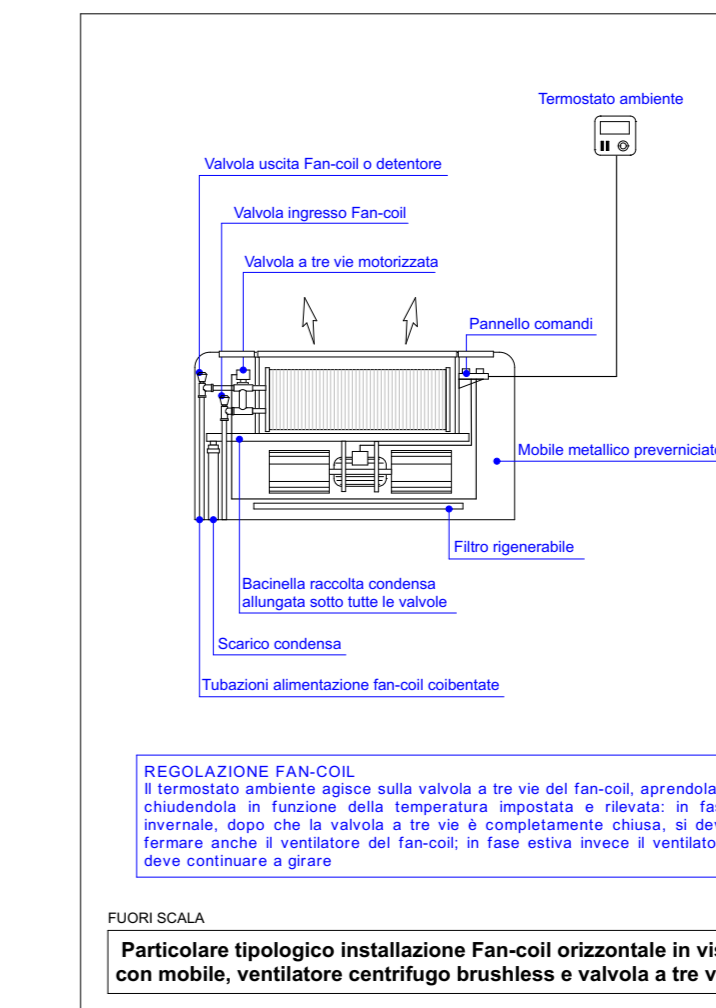 Termostato ambiente
Valvola uscita Fan-coil o detentore
Valvola ingresso Fan-coil
Valvola a tre vie motorizzata
Pannello comandi
Mobile metallico preverniciato
Filtro rigenerabile
Bacinella raccolta condensa
allungata sotto tutte le valvole
Scarico condensa
Tubazioni alimentazione fan-coil coibentate
REGOLAZIONE FAN-COIL
Il termostato ambiente agisce sulla valvola a tre vie del fan-coil, aprendola
chiudendola in funzione della temperatura impostata e rilevata: in
invernale, dopo che la valvola a tre vie è completamente chiusa, si
fermare anche il ventilatore del fan-coil; in fase estiva invece il
deve continuare a girare
FUORI SCALA
Particolare tipologico installazione Fan-coil orizzontale in
con mobile, ventilatore centrifugo brushless e valvola a tre